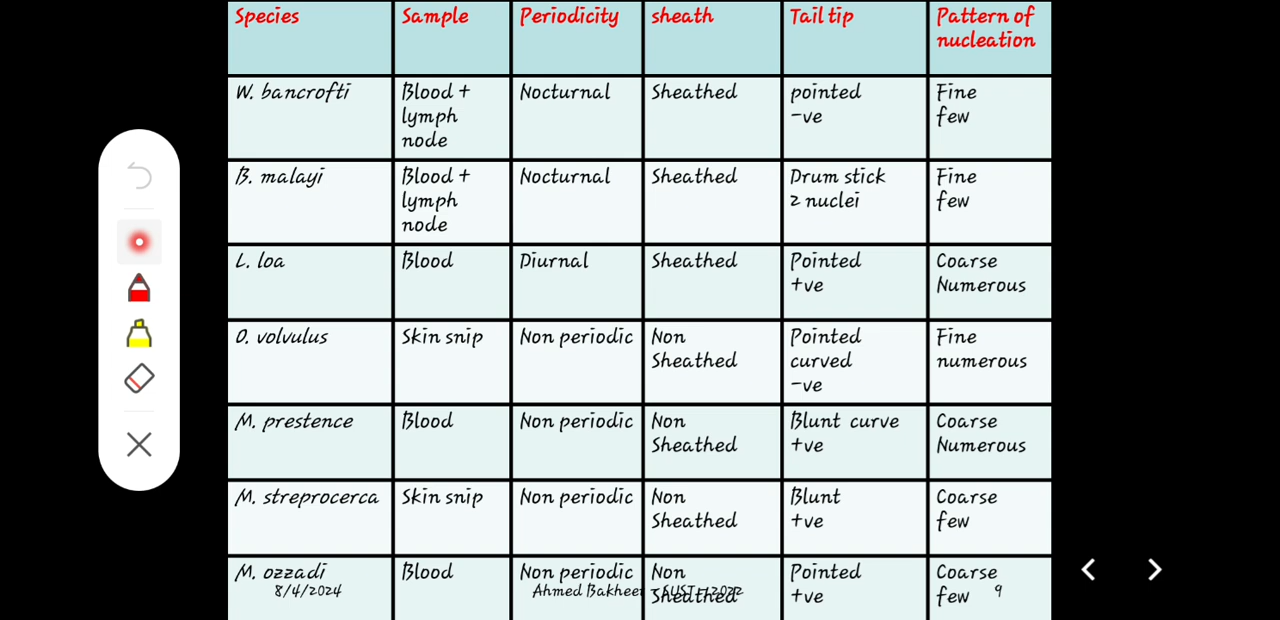 Species Sample Periodicity sheath Tail tip Pattern of
nucleation
W. bancrofti Blood + Nocturnal Sheathed pointed Fine
lymph -ve few
node
B. malayi Blood + Nocturnal Sheathed Drum stick Fine
lymph 2 nuclei few
node
L. loa Blood Diurnal Sheathed Pointed Coarse
+ve Numerous
O. volvulus Skin snip Non periodic Non Pointed Fine
Sheathed curved numerous
-ve
M. prestence Blood Non periodic Non Blunt curve Coarse
Sheathed +ve Numerous
M. streprocerca Skin snip Non periodic Non Blunt Coarse
Sheathed +ve few
M. ozzadi Blood Non periodic Non Pointed Coarse
Sheathed +ve few
8/4/2024 Ahmed Bakheet - SUST - 2022 9